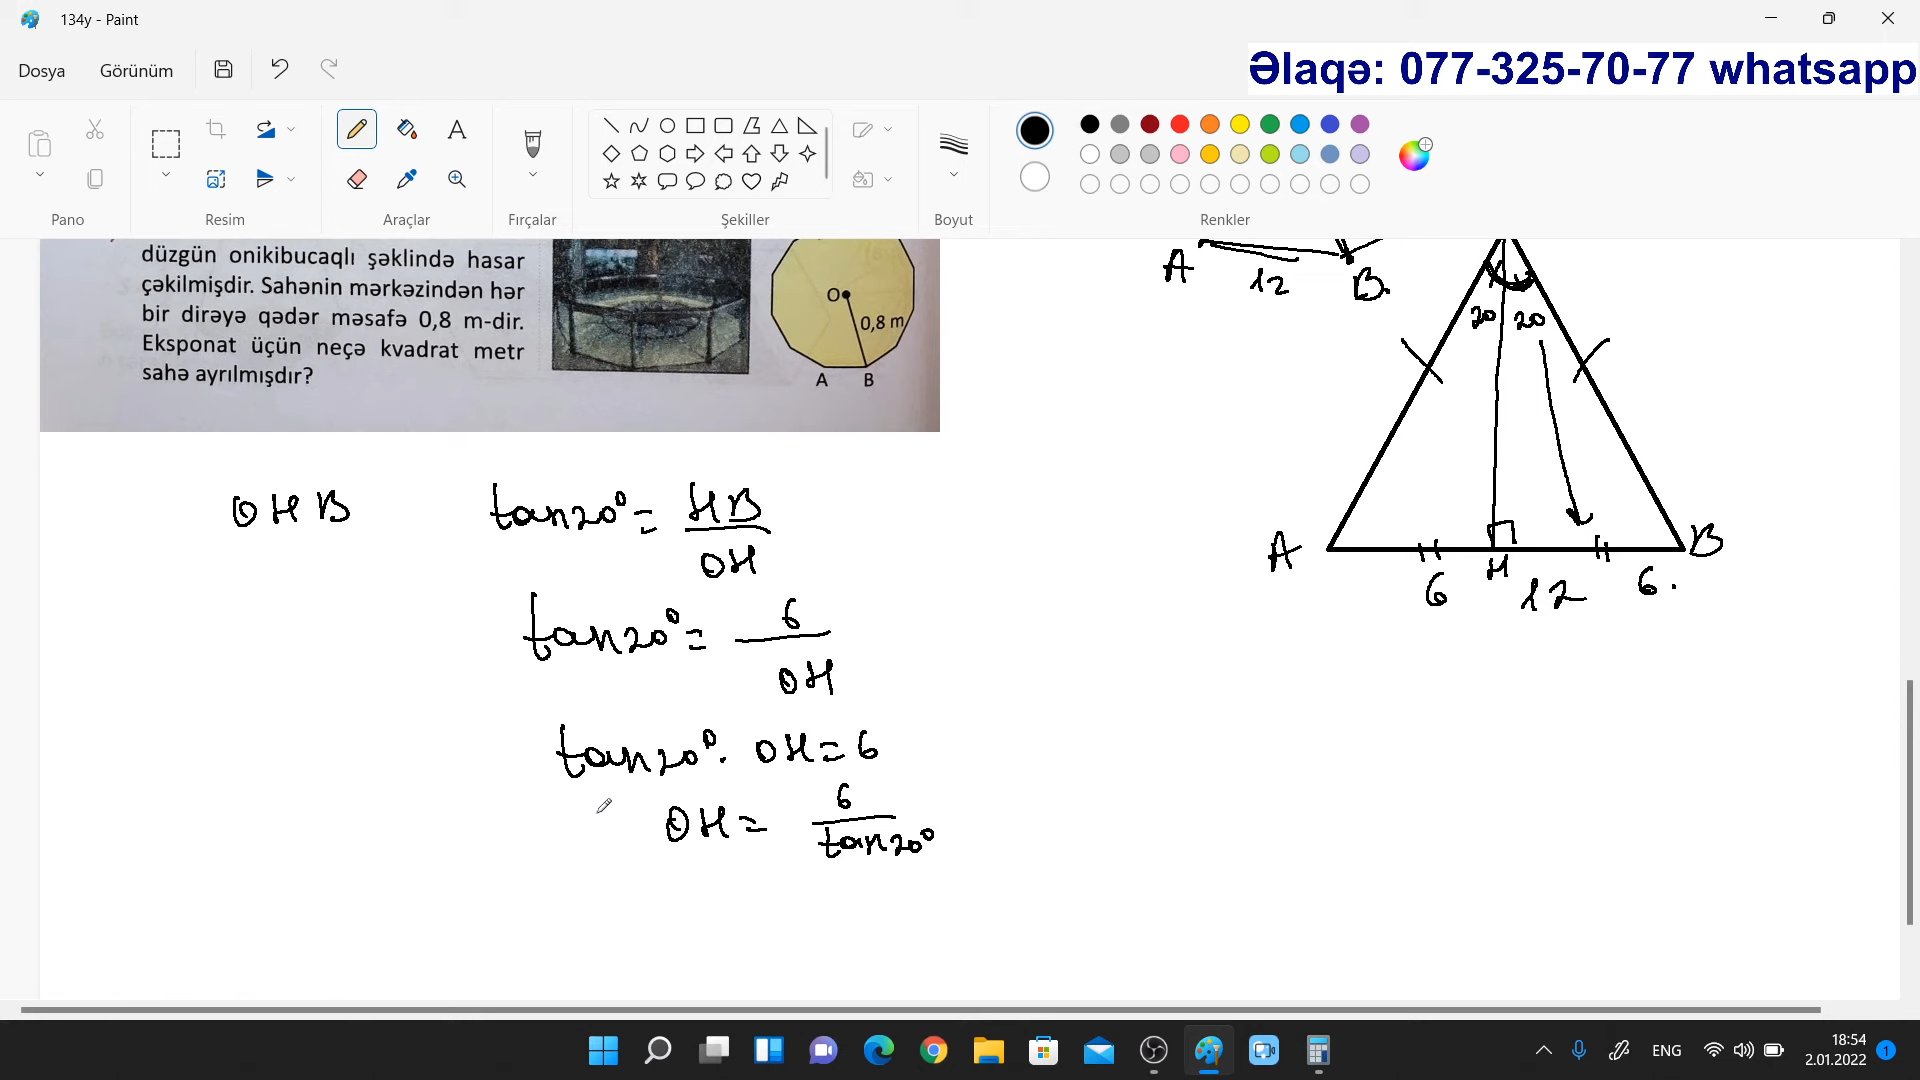 134y - Paint
Dosya
Görünüm
Əlaqə: 077-325-70-77 whatsapp
Pano
Resim
Araçlar
Fırçalar
Şekiller
Boyut
Renkler
düzgün onikibucaqlı şəklində hasar
çəkilmişdir. Sahənin mərkəzindən hər
bir dirəyə qədər məsafə 0,8 m-dir.
Eksponat üçün neçə kvadrat metr
sahə ayrılmışdır?
O
0,8 m
A B
A 12 B.
20 20
A B
6 H 12 6.
OHB
tan20° = HB / OH
tan20° = 6 / OH
tan20° . OH = 6
OH = 6 / tan20°
ENG
18:54
2.01.2022
1